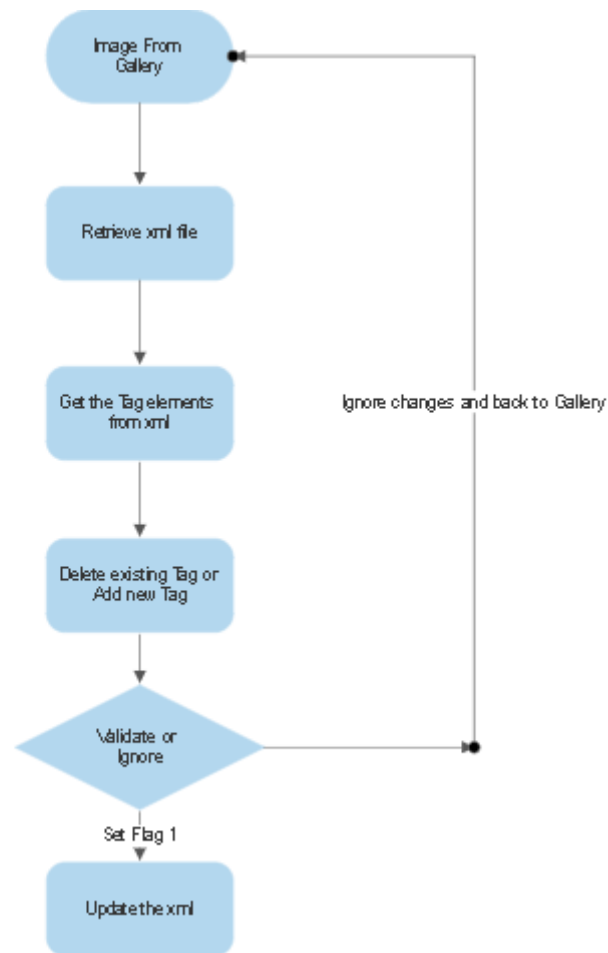 Image From
Gallery
Retrieve xml file
Get the Tag elements
from xml
Ignore changes and back to Gallery
Delete existing Tag or
Add new Tag
Validate or
Ignore
Set Flag 1
Update the xml